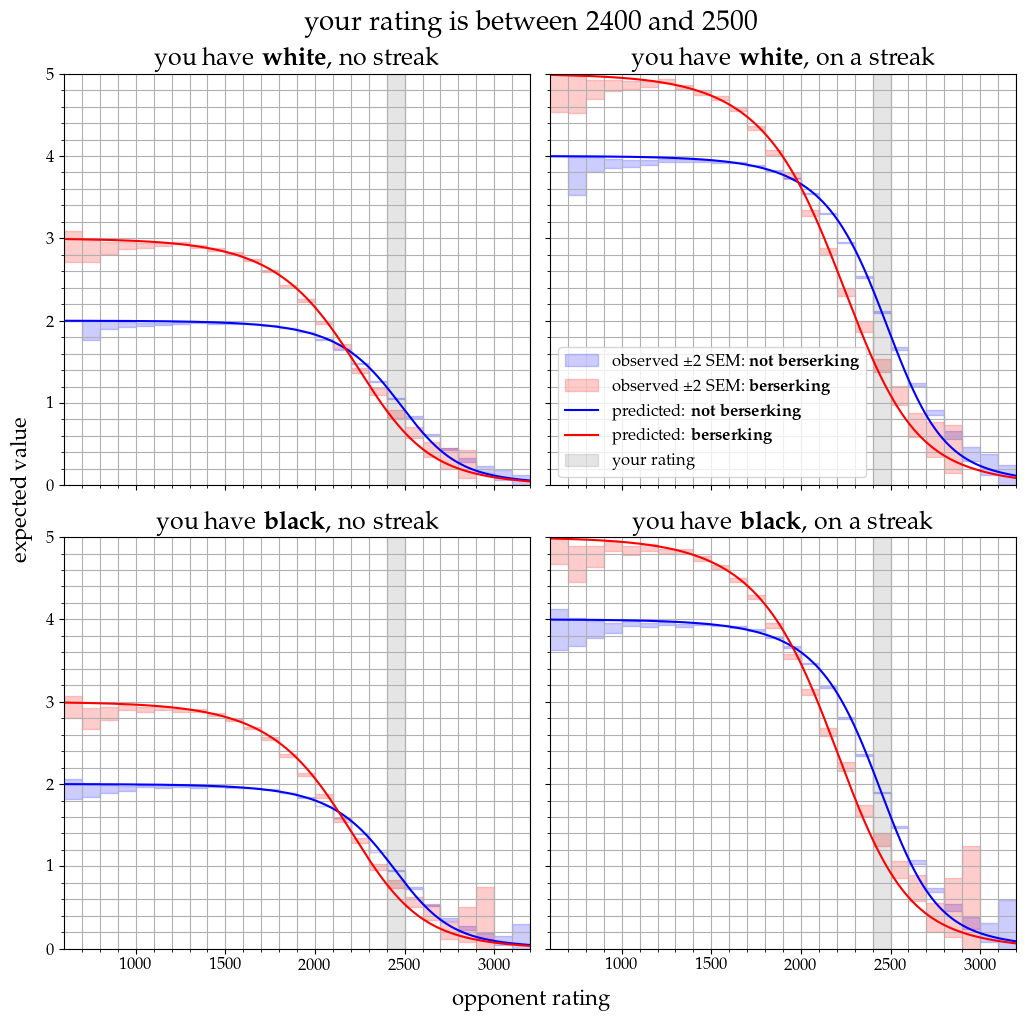 your rating is between 2400 and 2500
you have white, no streak
you have white, on a streak
5
4
3
2
1
0
observed ±2 SEM: not berserking
observed ±2 SEM: berserking
predicted: not berserking
predicted: berserking
your rating
expected value
you have black, no streak
you have black, on a streak
5
4
3
2
1
0
1000 1500 2000 2500 3000
1000 1500 2000 2500 3000
opponent rating